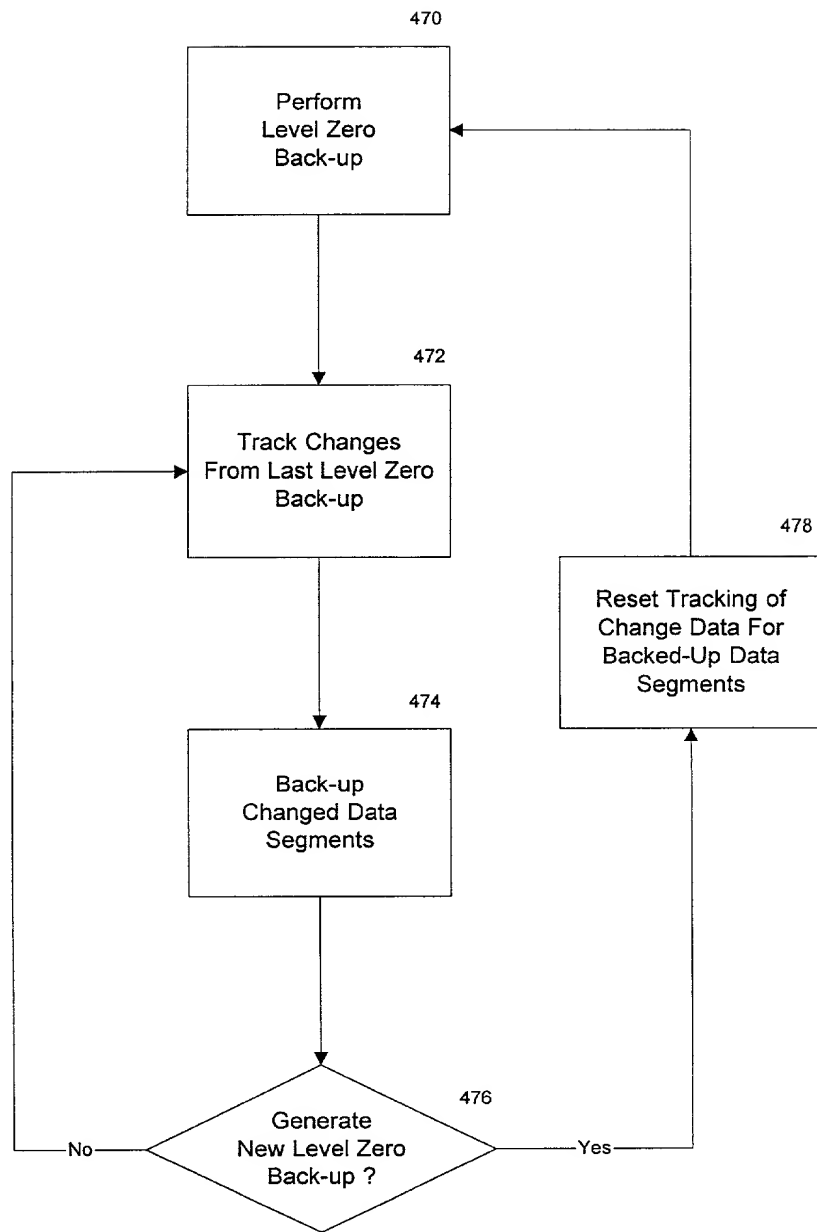 470
Perform
Level Zero
Back-up
472
Track Changes
From Last Level Zero
Back-up
478
Reset Tracking of
Change Data For
Backed-Up Data
Segments
474
Back-up
Changed Data
Segments
476
Generate
New Level Zero
Back-up ?
No
Yes